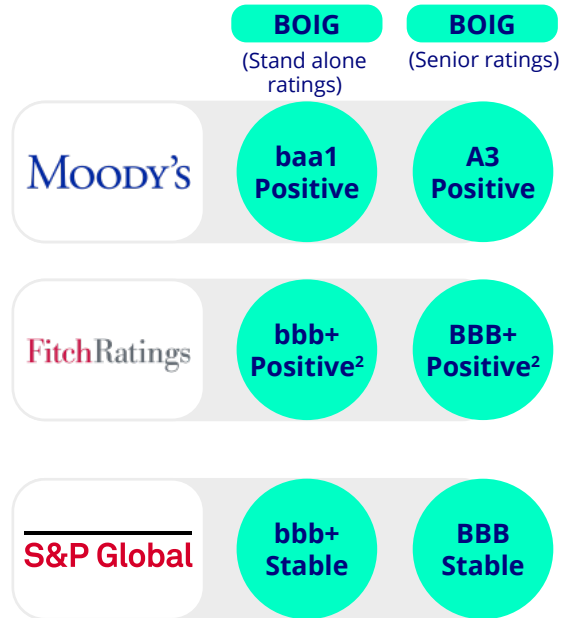 BOIG BOIG
(Stand alone ratings) (Senior ratings)
MOODY'S
baa1 Positive
A3 Positive
FitchRatings
bbb+ Positive²
BBB+ Positive²
S&P Global
bbb+ Stable
BBB Stable